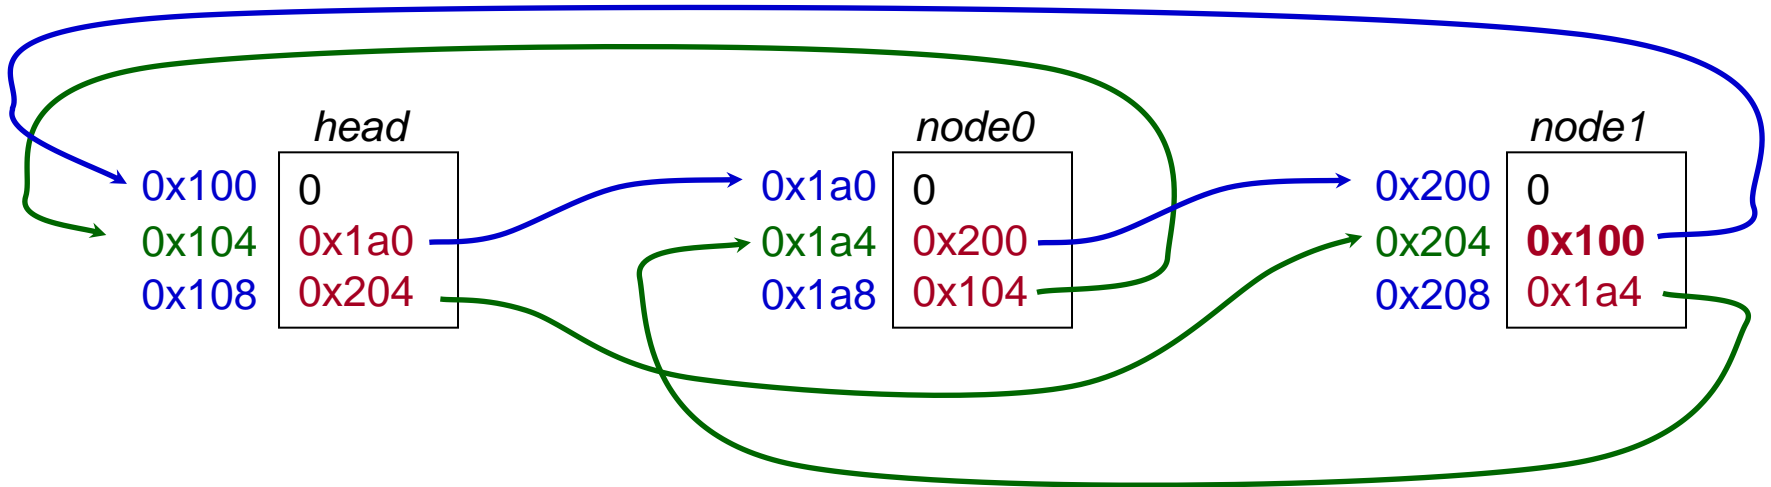 head node0 node1
0x100 0 0x1a0 0 0x200 0
0x104 0x1a0 0x1a4 0x200 0x204 0x100
0x108 0x204 0x1a8 0x104 0x208 0x1a4